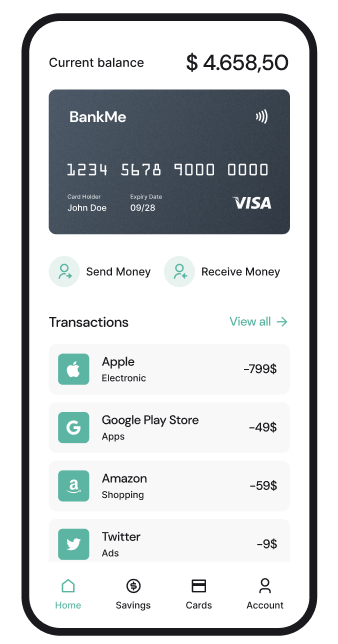 Current balance $ 4.658,50
BankMe
1234 5678 9000 0000
Card Holder Expiry Date
John Doe 09/28 VISA
Send Money Receive Money
Transactions View all →
Apple
Electronic -799$
Google Play Store
Apps -49$
Amazon
Shopping -59$
Twitter
Ads -9$
Home Savings Cards Account